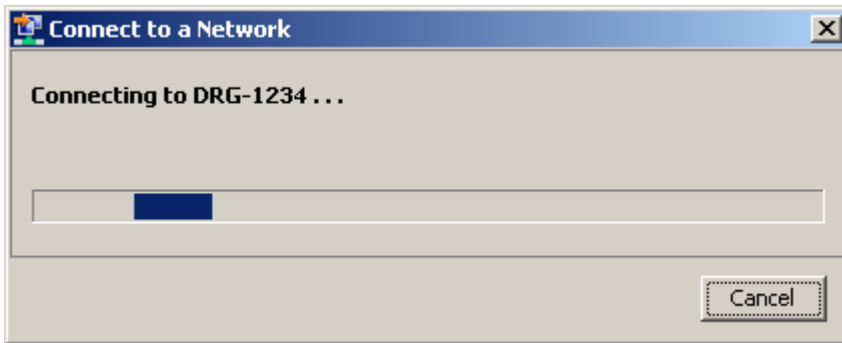 Connect to a Network
Connecting to DRG-1234 . . .
Cancel